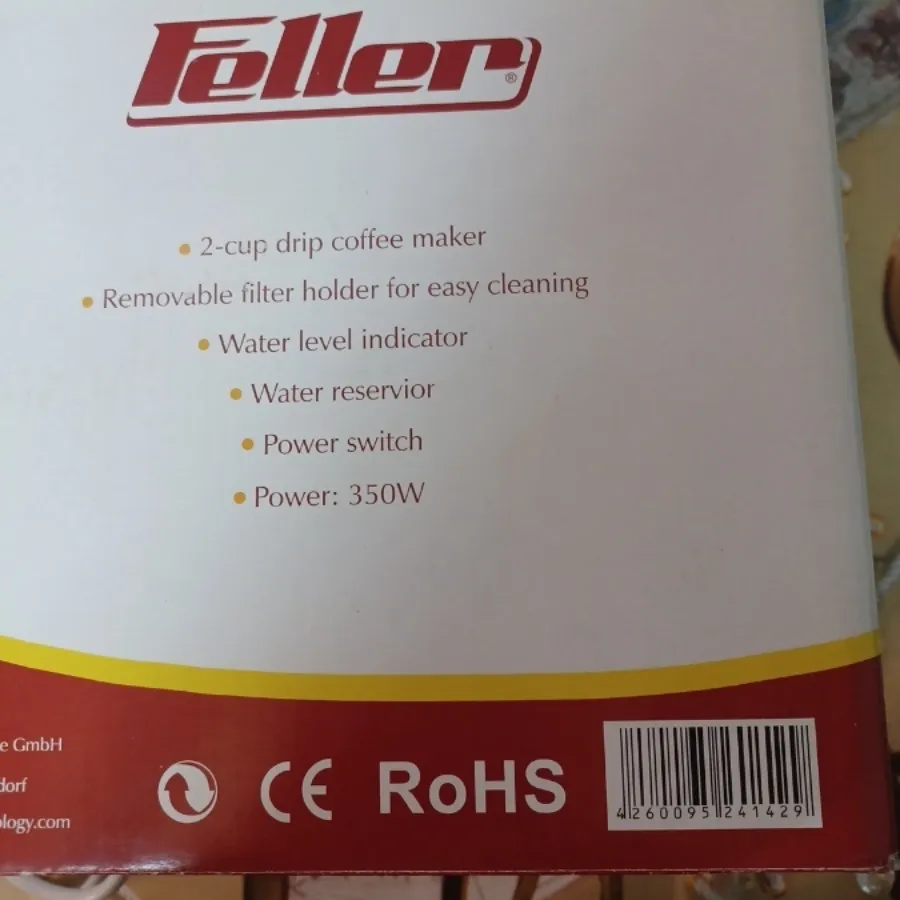 Feller®
• 2-cup drip coffee maker
• Removable filter holder for easy cleaning
• Water level indicator
• Water reservior
• Power switch
• Power: 350W
e GmbH
dorf
ology.com
CE RoHS
4260095241429